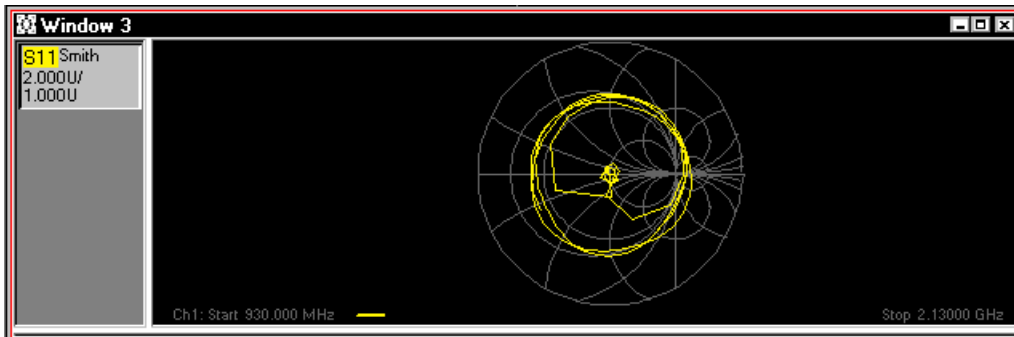 Window 3
S11 Smith
2.000U/
1.000U
Ch1: Start 930.000 MHz
Stop 2.13000 GHz